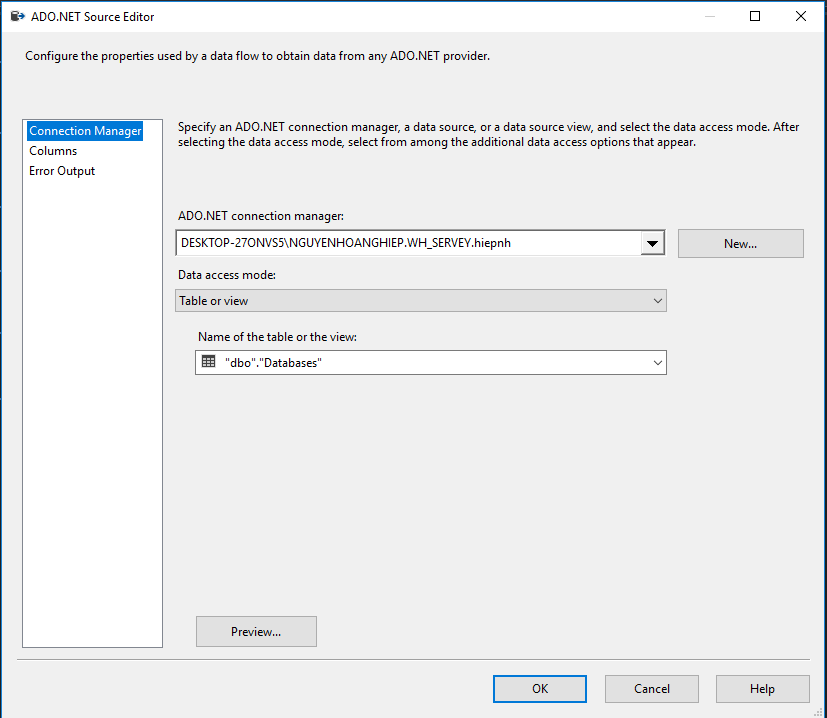 ADO.NET Source Editor
Configure the properties used by a data flow to obtain data from any ADO.NET provider.
Connection Manager
Columns
Error Output
Specify an ADO.NET connection manager, a data source, or a data source view, and select the data access mode. After
selecting the data access mode, select from among the additional data access options that appear.
ADO.NET connection manager:
DESKTOP-27ONVS5\NGUYENHOANGHIEP.WH_SERVEY.hiepnh
New...
Data access mode:
Table or view
Name of the table or the view:
"dbo"."Databases"
Preview...
OK
Cancel
Help